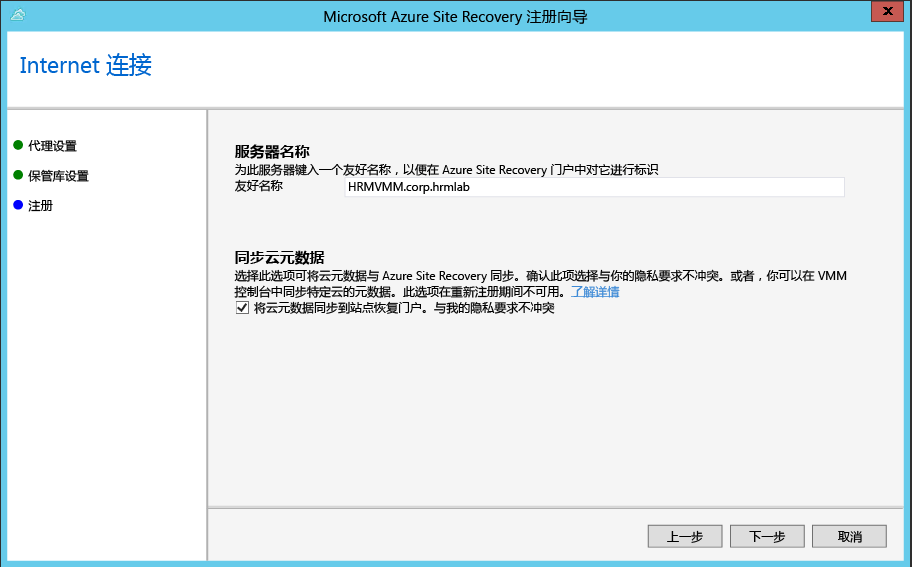 Microsoft Azure Site Recovery 注册向导
Internet 连接
代理设置
保管库设置
注册
服务器名称
为此服务器键入一个友好名称，以便在 Azure Site Recovery 门户中对它进行标识
友好名称
HRMVMM.corp.hrmlab
同步云元数据
选择此选项可将云元数据与 Azure Site Recovery 同步。确认此项选择与你的隐私要求不冲突。或者，你可以在 VMM
控制台中同步特定云的元数据。此选项在重新注册期间不可用。了解详情
将云元数据同步到站点恢复门户。与我的隐私要求不冲突
上一步
下一步
取消